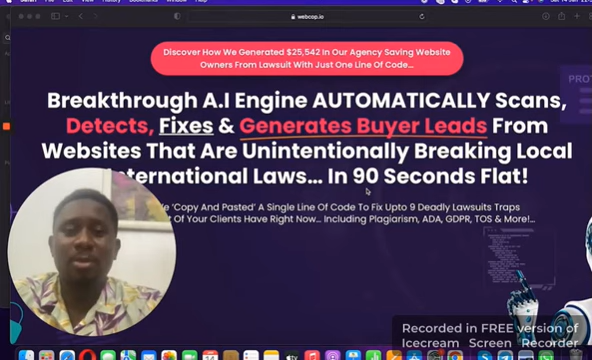 webcop.io
Discover How We Generated $25,542 In Our Agency Saving Website
Owners From Lawsuit With Just One Line Of Code...
Breakthrough A.I Engine AUTOMATICALLY Scans,
Detects, Fixes & Generates Buyer Leads From
Websites That Are Unintentionally Breaking Local
International Laws... In 90 Seconds Flat!
'Copy and Pasted' A Single Line Of Code To Fix Upto 9 Deadly Lawsuits Traps
Of Your Clients Have Right Now... Including Plagiarism, ADA, GDPR, TOS & More!...
Recorded in FREE version of
Icecream Screen Recorder